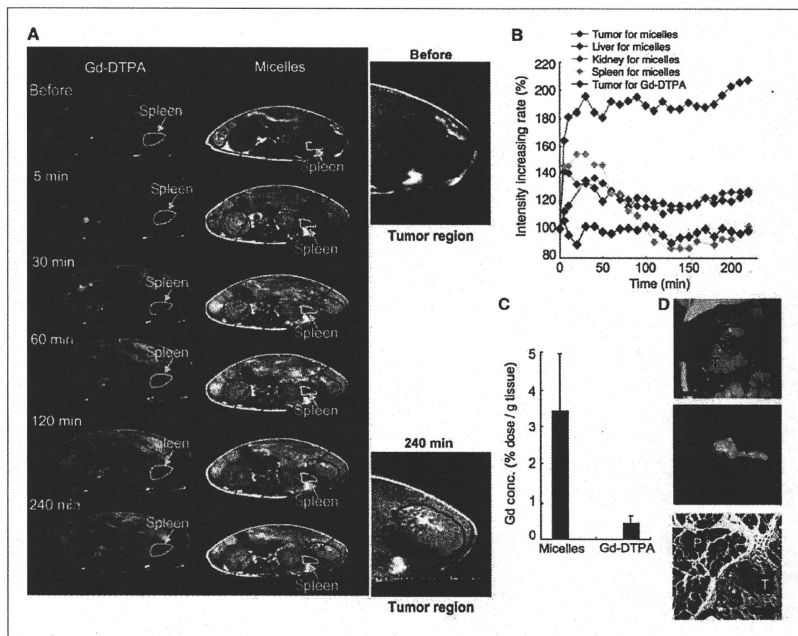 A
Gd-DTPA
Micelles
Before
Spleen
Spleen
5 min
Spleen
Spleen
30 min
Spleen
Spleen
60 min
Spleen
Spleen
120 min
Spleen
Spleen
240 min
Spleen
Spleen
Before
Tumor region
240 min
Tumor region
B
Tumor for micelles
Liver for micelles
Kidney for micelles
Spleen for micelles
Tumor for Gd-DTPA
Intensity increasing rate (%)
220
200
180
160
140
120
100
80
0
50
100
150
200
Time (min)
C
Gd conc. (% dose / g tissue)
5
4
3
2
1
0
Micelles
Gd-DTPA
D
P
T